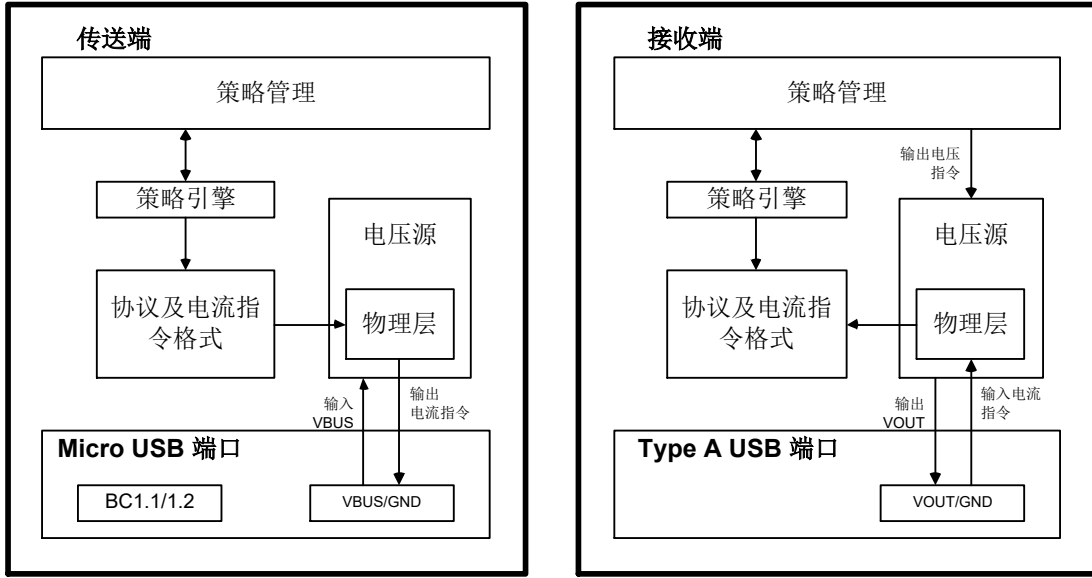 传送端
策略管理
策略引擎
电压源
协议及电流指
令格式
物理层
输入
VBUS
输出
电流指令
Micro USB 端口
BC1.1/1.2
VBUS/GND
接收端
策略管理
输出电压
指令
策略引擎
电压源
协议及电流指
令格式
物理层
输出
VOUT
输入电流
指令
Type A USB 端口
VOUT/GND